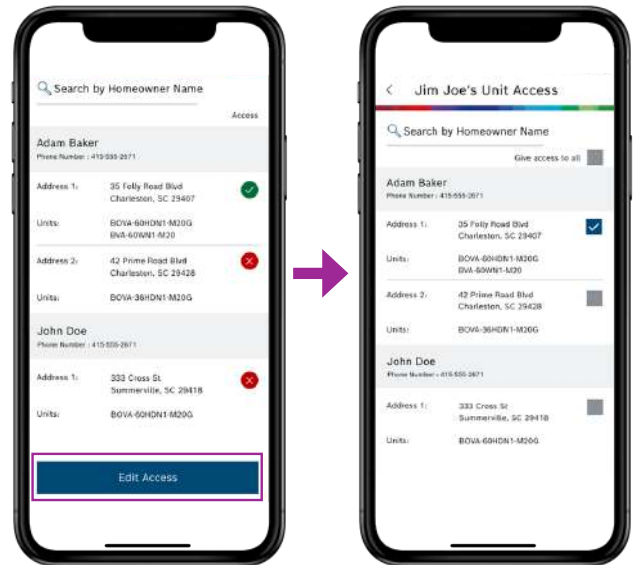 Search by Homeowner Name
Access
Adam Baker
Phone Number : 415-555-2671
Address 1:
35 Folly Road Blvd
Charleston, SC 29407
Units:
BOVA-60HDN1-M20G
BVA-60WN1-M20
Address 2:
42 Prime Road Blvd
Charleston, SC 29428
Units:
BOVA-36HDN1-M20G
John Doe
Phone Number : 415-555-2671
Address 1:
333 Cross St
Summerville, SC 29418
Units:
BOVA-60HDN1-M20G
Edit Access
Jim Joe's Unit Access
Search by Homeowner Name
Give access to all
Adam Baker
Phone Number : 415-555-2671
Address 1:
35 Folly Road Blvd
Charleston, SC 29407
Units:
BOVA-60HDN1-M20G
BVA-60WN1-M20
Address 2:
42 Prime Road Blvd
Charleston, SC 29428
Units:
BOVA-36HDN1-M20G
John Doe
Phone Number : 415-555-2671
Address 1:
333 Cross St
Summerville, SC 29418
Units:
BOVA-60HDN1-M20G